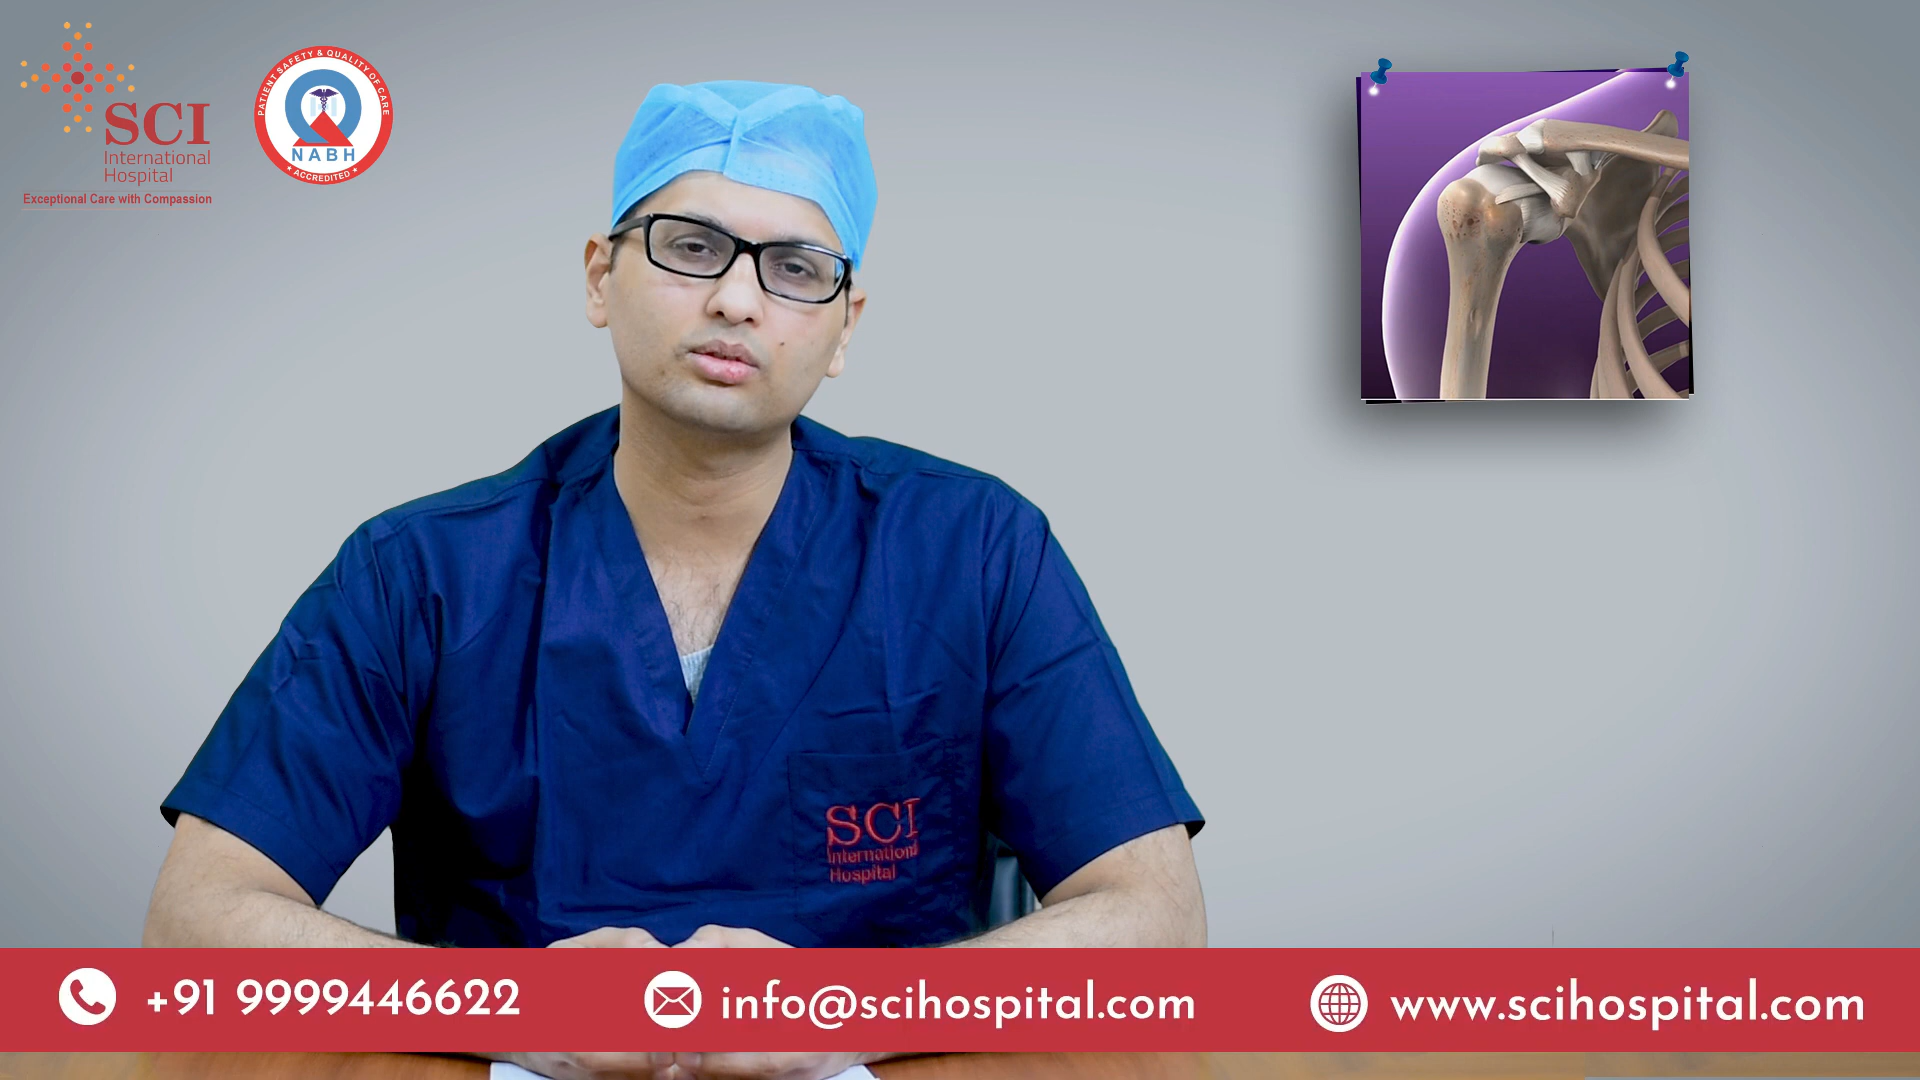 SCI
International
Hospital
Exceptional Care with Compassion
PATIENT SAFETY & QUALITY OF CARE
NABH
ACCREDITED
SCI
International
Hospital
+91 9999446622
info@scihospital.com
www.scihospital.com